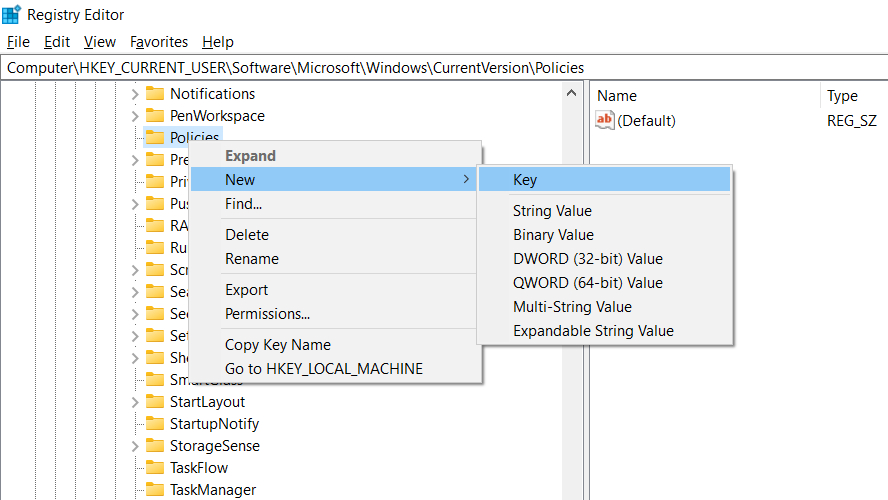 Registry Editor
File Edit View Favorites Help
Computer\HKEY_CURRENT_USER\Software\Microsoft\Windows\CurrentVersion\Policies
Notifications
PenWorkspace
Policies
Pre
Pri
Pus
RA
Ru
Scr
Sea
Sec
Set
She
SmartGlass
StartLayout
StartupNotify
StorageSense
TaskFlow
TaskManager
Expand
New
Find...
Delete
Rename
Export
Permissions...
Copy Key Name
Go to HKEY_LOCAL_MACHINE
Key
String Value
Binary Value
DWORD (32-bit) Value
QWORD (64-bit) Value
Multi-String Value
Expandable String Value
Name Type
ab (Default) REG_SZ